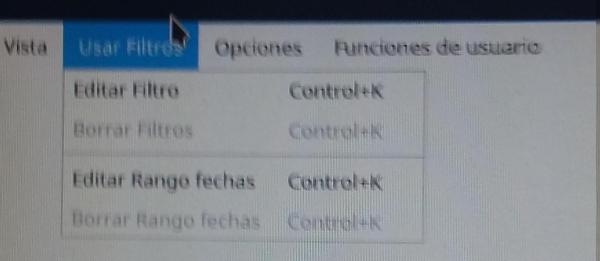 Vista Usar Filtros Opciones Funciones de usuario
Editar Filtro Control+K
Borrar Filtros Control+K
Editar Rango fechas Control+K
Borrar Rango fechas Control+K